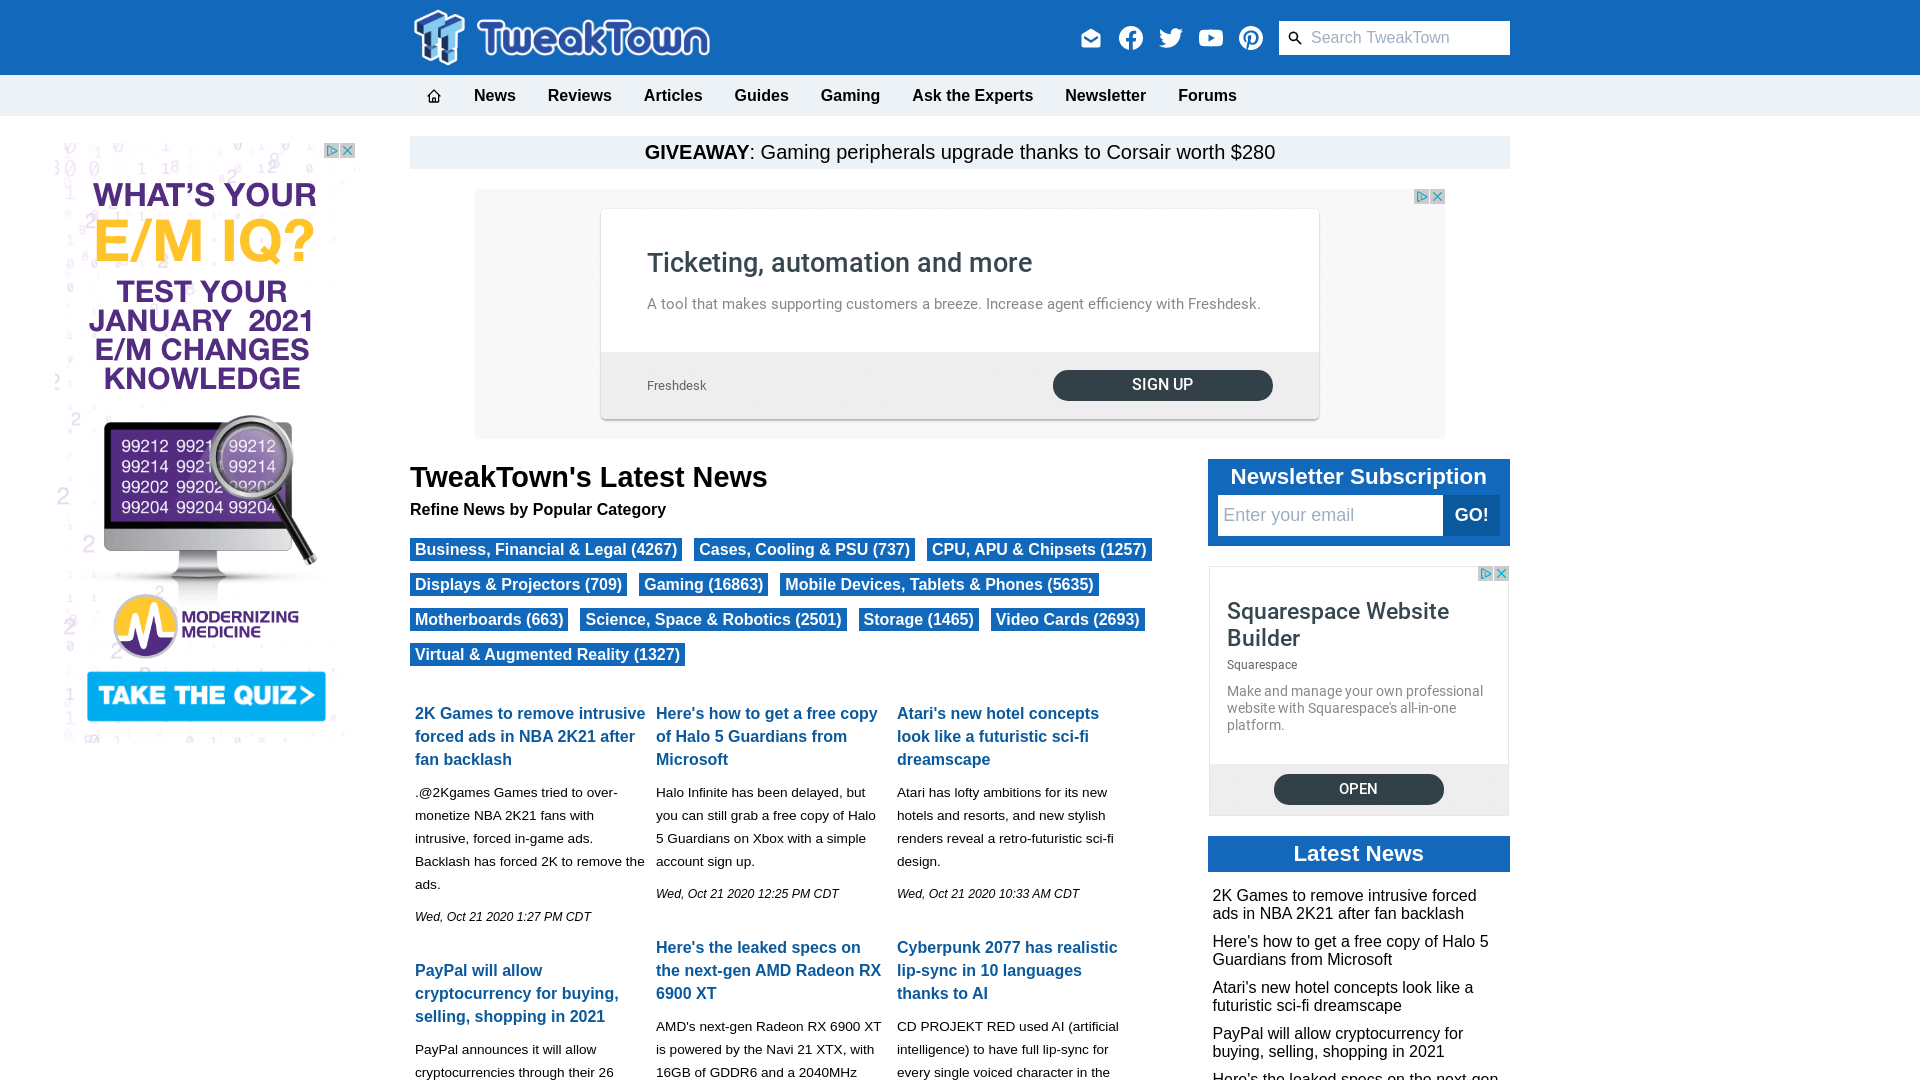 TweakTown
Search TweakTown
News
Reviews
Articles
Guides
Gaming
Ask the Experts
Newsletter
Forums
WHAT'S YOUR
E/M IQ?
TEST YOUR
JANUARY 2021
E/M CHANGES
KNOWLEDGE
99212 99214 99202 99204
MODERNIZING
MEDICINE
TAKE THE QUIZ>
GIVEAWAY: Gaming peripherals upgrade thanks to Corsair worth $280
Ticketing, automation and more
A tool that makes supporting customers a breeze. Increase agent efficiency with Freshdesk.
Freshdesk
SIGN UP
TweakTown's Latest News
Refine News by Popular Category
Business, Financial & Legal (4267)
Cases, Cooling & PSU (737)
CPU, APU & Chipsets (1257)
Displays & Projectors (709)
Gaming (16863)
Mobile Devices, Tablets & Phones (5635)
Motherboards (663)
Science, Space & Robotics (2501)
Storage (1465)
Video Cards (2693)
Virtual & Augmented Reality (1327)
2K Games to remove intrusive
forced ads in NBA 2K21 after
fan backlash
.@2Kgames Games tried to over-
monetize NBA 2K21 fans with
intrusive, forced in-game ads.
Backlash has forced 2K to remove the
ads.
Wed, Oct 21 2020 1:27 PM CDT
Here's how to get a free copy
of Halo 5 Guardians from
Microsoft
Halo Infinite has been delayed, but
you can still grab a free copy of Halo
5 Guardians on Xbox with a simple
account sign up.
Wed, Oct 21 2020 12:25 PM CDT
Atari's new hotel concepts
look like a futuristic sci-fi
dreamscape
Atari has lofty ambitions for its new
hotels and resorts, and new stylish
renders reveal a retro-futuristic sci-fi
design.
Wed, Oct 21 2020 10:33 AM CDT
PayPal will allow
cryptocurrency for buying,
selling, shopping in 2021
PayPal announces it will allow
cryptocurrencies through their 26
Here's the leaked specs on
the next-gen AMD Radeon RX
6900 XT
AMD's next-gen Radeon RX 6900 XT
is powered by the Navi 21 XTX, with
16GB of GDDR6 and a 2040MHz
Cyberpunk 2077 has realistic
lip-sync in 10 languages
thanks to AI
CD PROJEKT RED used AI (artificial
intelligence) to have full lip-sync for
every single voiced character in the
Newsletter Subscription
Enter your email
GO!
Squarespace Website
Builder
Squarespace
Make and manage your own professional
website with Squarespace's all-in-one
platform.
OPEN
Latest News
2K Games to remove intrusive forced
ads in NBA 2K21 after fan backlash
Here's how to get a free copy of Halo 5
Guardians from Microsoft
Atari's new hotel concepts look like a
futuristic sci-fi dreamscape
PayPal will allow cryptocurrency for
buying, selling, shopping in 2021
Here's the leaked specs on the next-gen